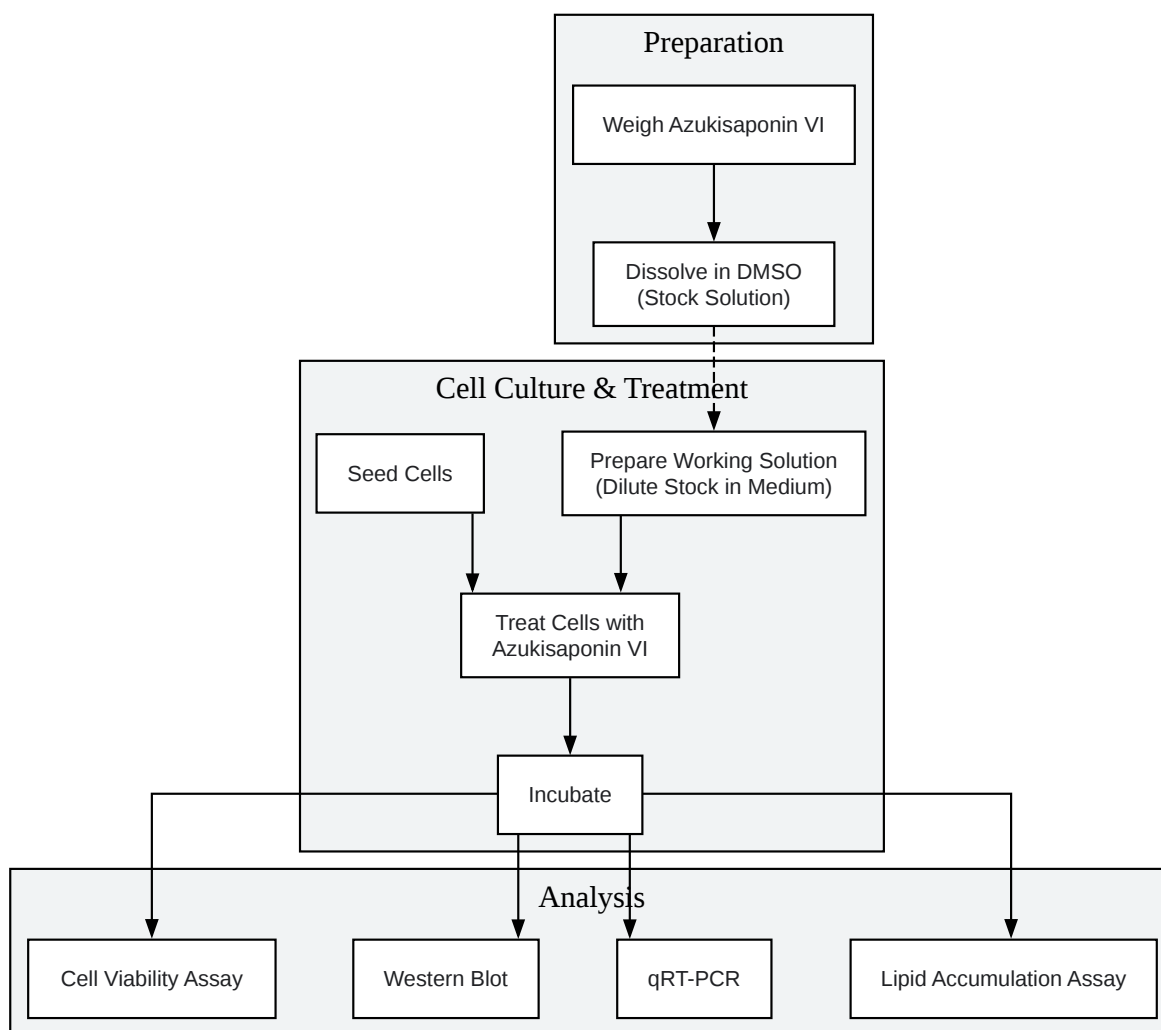 Preparation
Weigh Azukisaponin VI
Dissolve in DMSO
(Stock Solution)
Cell Culture & Treatment
Seed Cells
Prepare Working Solution
(Dilute Stock in Medium)
Treat Cells with
Azukisaponin VI
Incubate
Analysis
Cell Viability Assay
Western Blot
qRT-PCR
Lipid Accumulation Assay